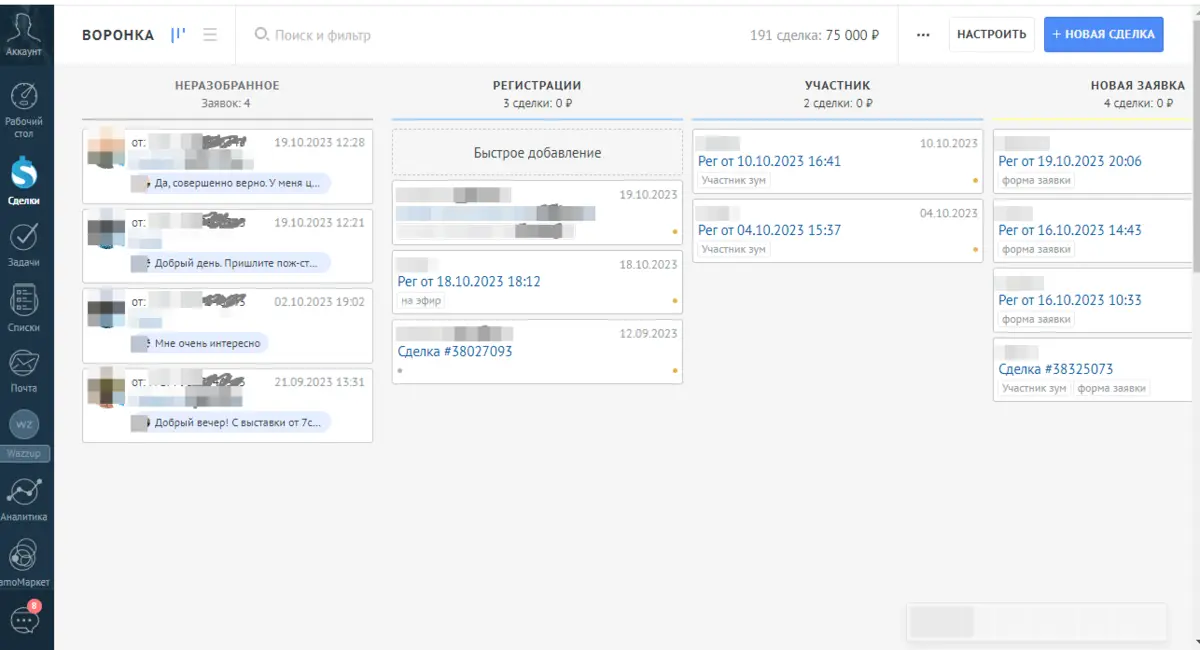 Аккаунт
Рабочий
стол
Сделки
Задачи
Списки
Почта
WZ
Wazzup
Аналитика
амоМаркет
8
ВОРОНКА
Поиск и фильтр
191 сделка: 75 000 ₽
НАСТРОИТЬ
+ НОВАЯ СДЕЛКА
НЕРАЗОБРАННОЕ
Заявок: 4
от:
19.10.2023 12:28
Да, совершенно верно. У меня ц...
от:
19.10.2023 12:21
Добрый день. Пришлите пож-ст...
от:
02.10.2023 19:02
Мне очень интересно
от:
21.09.2023 13:31
Добрый вечер! С выставки от 7с...
РЕГИСТРАЦИИ
3 сделки: 0 ₽
Быстрое добавление
19.10.2023
18.10.2023
Рег от 18.10.2023 18:12
на эфир
12.09.2023
Сделка #38027093
УЧАСТНИК
2 сделки: 0 ₽
10.10.2023
Рег от 10.10.2023 16:41
Участник зум
04.10.2023
Рег от 04.10.2023 15:37
Участник зум
НОВАЯ ЗАЯВКА
4 сделки: 0 ₽
Рег от 19.10.2023 20:06
форма заявки
Рег от 16.10.2023 14:43
форма заявки
Рег от 16.10.2023 10:33
форма заявки
Сделка #38325073
Участник зум форма заявки